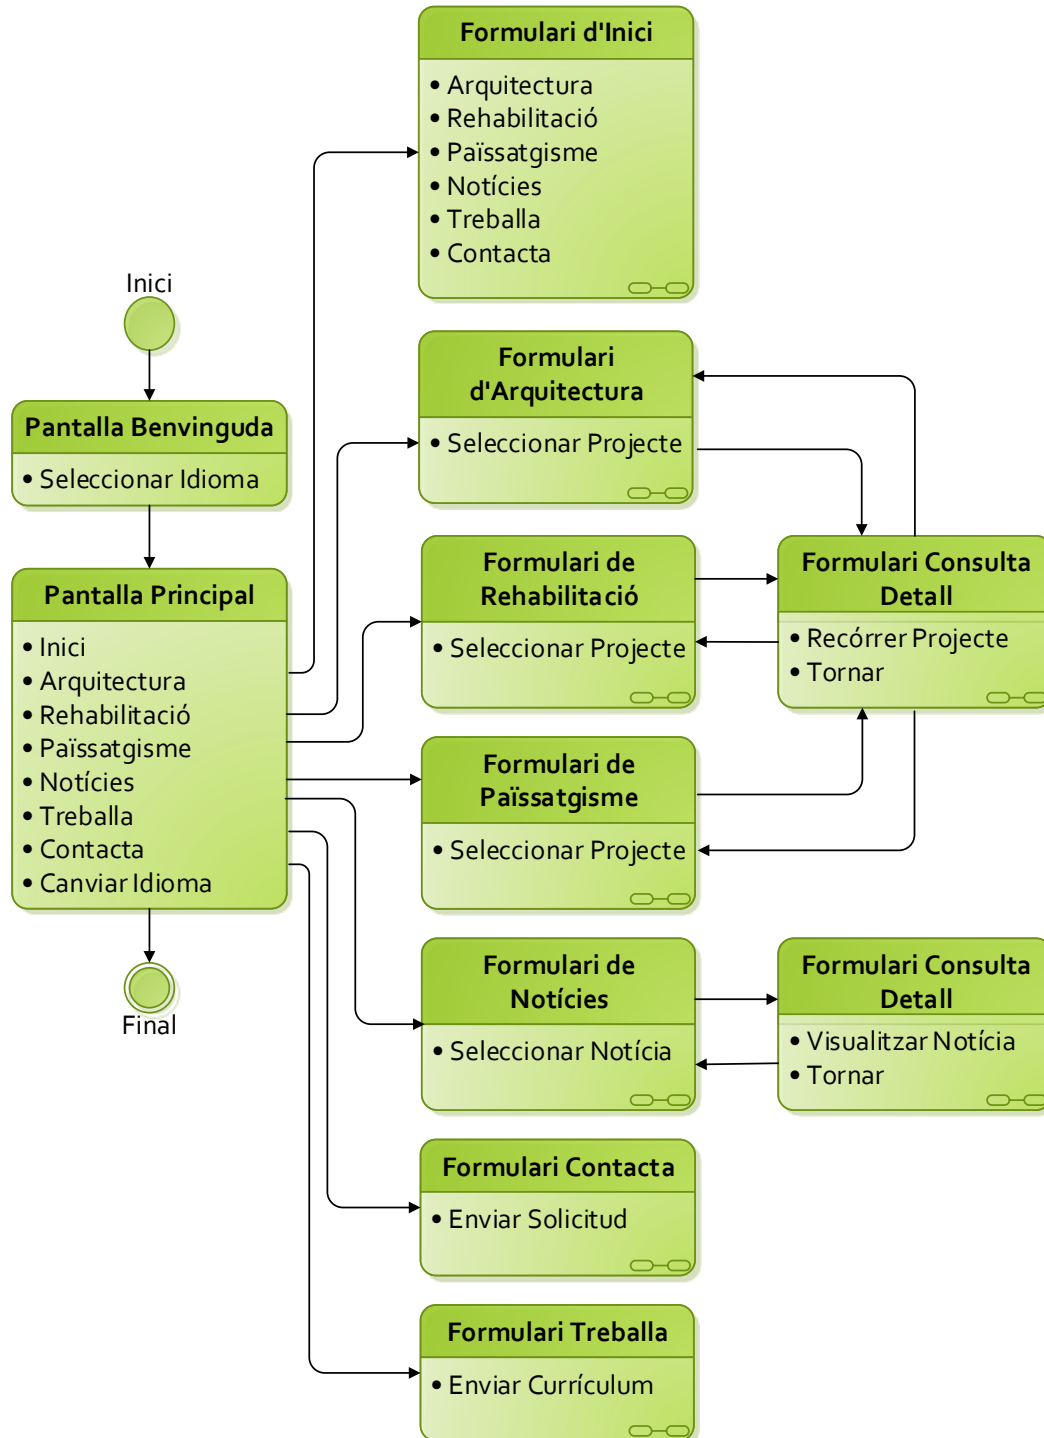 Formulari d'Inici
• Arquitectura
• Rehabilitació
• Païssatgisme
• Notícies
• Treballa
• Contacta
Inici
Pantalla Benvinguda
• Seleccionar Idioma
Pantalla Principal
• Inici
• Arquitectura
• Rehabilitació
• Païssatgisme
• Notícies
• Treballa
• Contacta
• Canviar Idioma
Final
Formulari
d'Arquitectura
• Seleccionar Projecte
Formulari de
Rehabilitació
• Seleccionar Projecte
Formulari Consulta
Detall
• Recórrer Projecte
• Tornar
Formulari de
Païssatgisme
• Seleccionar Projecte
Formulari de
Notícies
• Seleccionar Notícia
Formulari Consulta
Detall
• Visualitzar Notícia
• Tornar
Formulari Contacta
• Enviar Solicitud
Formulari Treballa
• Enviar Currículum